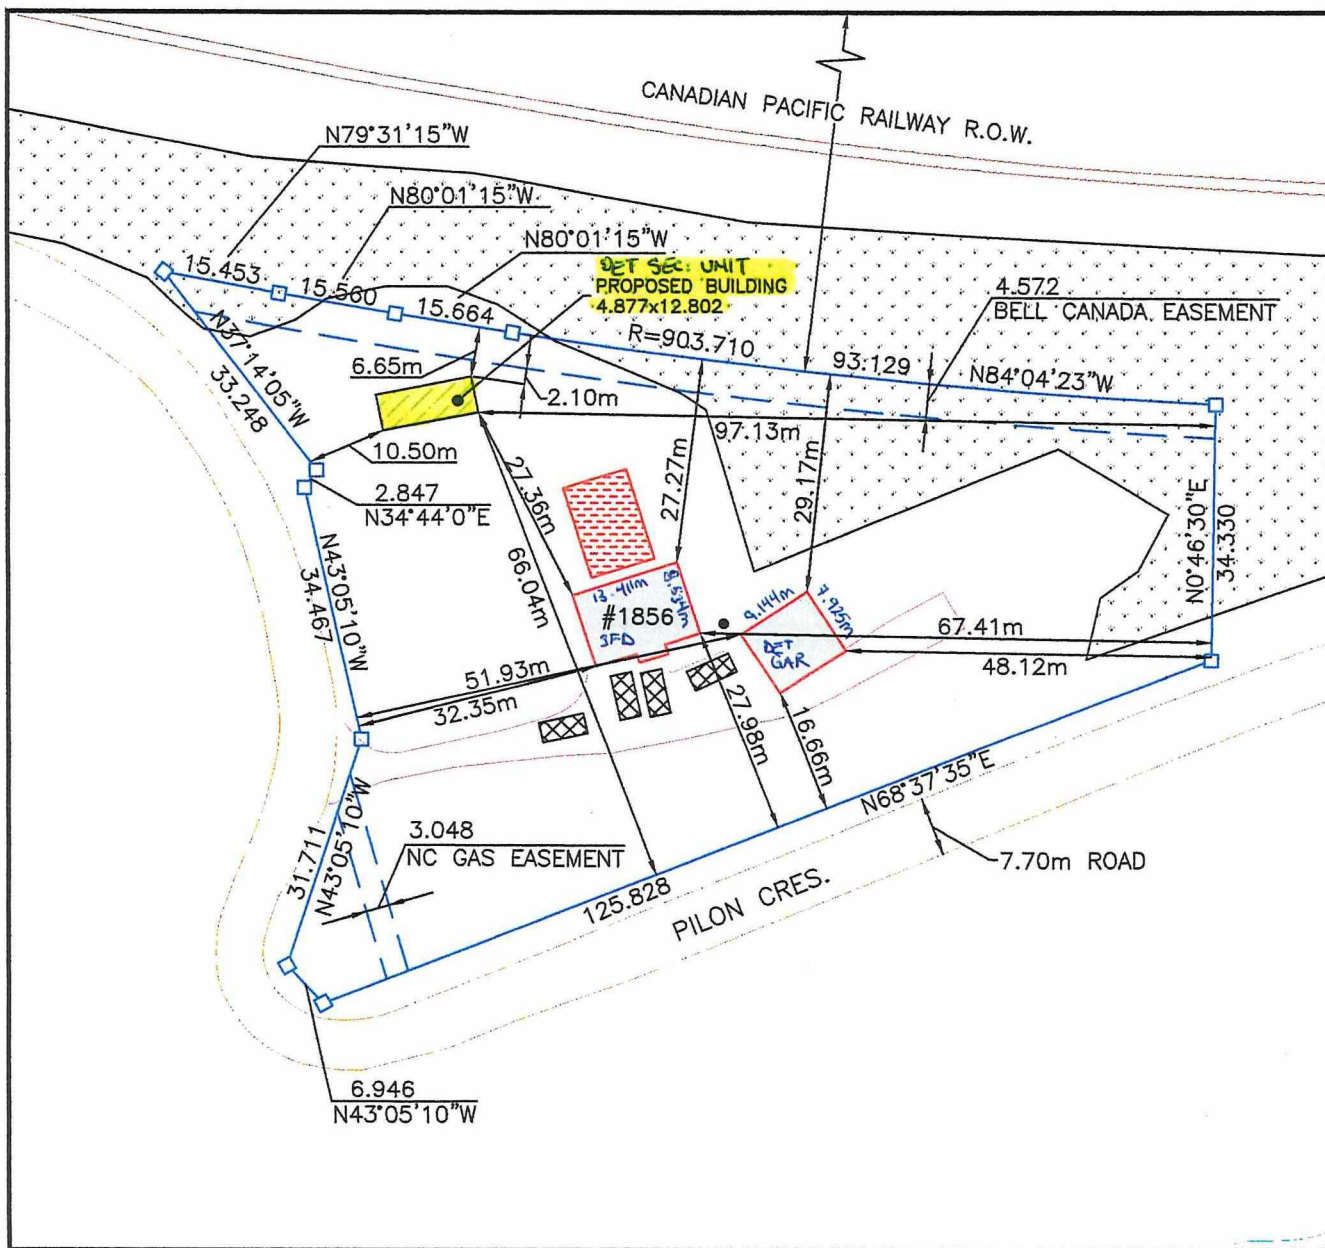 CANADIAN PACIFIC RAILWAY R.O.W.
N79°31'15"W
N80°01'15"W
N80°01'15"W
DET SEC. UNIT
PROPOSED BUILDING
4.877x12.802
15.453
15.560
15.664
4.572
BELL CANADA EASEMENT
R=903.710
93.129
N84°04'23"W
N37°14'05"W
33.248
6.65m
2.10m
97.13m
10.50m
27.36m
27.27m
29.17m
2.847
N34°44'0"E
N43°05'10"W
34.467
66.04m
13.411m
#1856
SFD
9.144m
7.925m
DET
GAR
N0°46'30"E
34.330
67.41m
48.12m
51.93m
32.35m
27.98m
16.66m
N68°37'35"E
31.711
N43°05'10"W
3.048
NC GAS EASEMENT
7.70m ROAD
125.828
PILON CRES.
6.946
N43°05'10"W